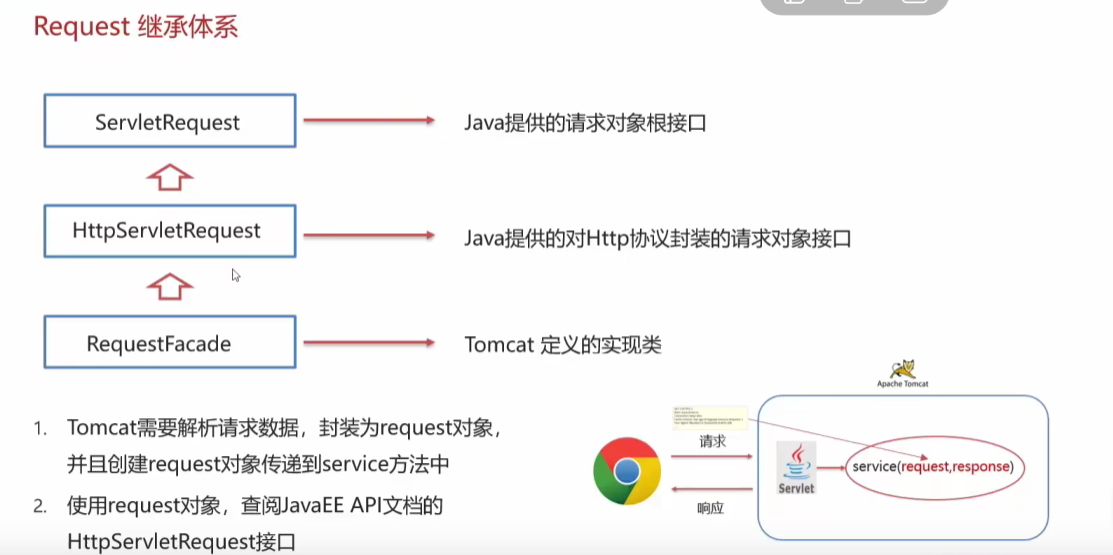 Request 继承体系
ServletRequest
Java提供的请求对象根接口
HttpServletRequest
Java提供的对Http协议封装的请求对象接口
RequestFacade
Tomcat 定义的实现类
1. Tomcat需要解析请求数据，封装为request对象，
并且创建request对象传递到service方法中
2. 使用request对象，查阅JavaEE API文档的
HttpServletRequest接口
Apache Tomcat
请求
响应
Servlet
service(request,response)